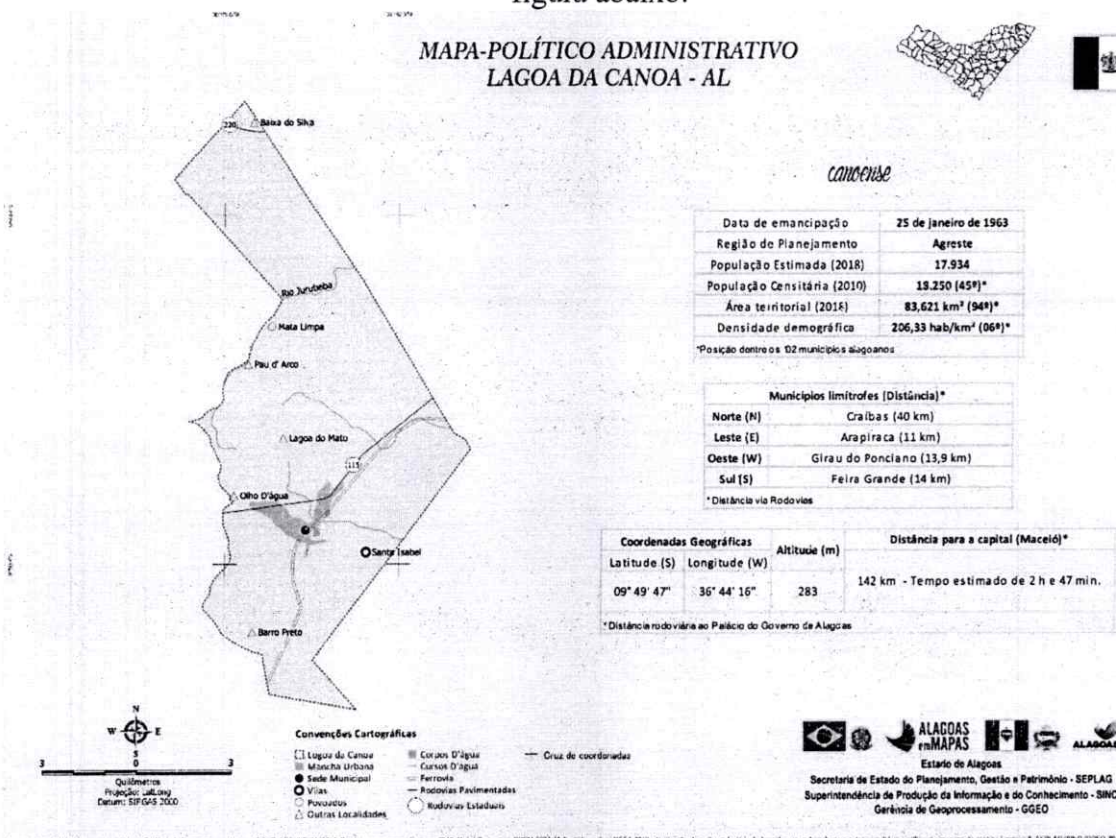 figura abaixo:
MAPA-POLÍTICO ADMINISTRATIVO
LAGOA DA CANOA - AL
220
Baixa do Silva
Rio Jurubeba
Mata Limpa
Pau d' Arco
Lagoa do Mato
115
Olho D'água
Santa Isabel
Barro Preto
canoense
Data de emancipação 25 de janeiro de 1963
Região de Planejamento Agreste
População Estimada (2018) 17.934
População Censitária (2010) 18.250 (45º)*
Área territorial (2018) 83,621 km² (94º)*
Densidade demográfica 206,33 hab/km² (06º)*
*Posição dentre os 102 municípios alagoanos
Municípios limítrofes (Distância)*
Norte (N) Craíbas (40 km)
Leste (E) Arapiraca (11 km)
Oeste (W) Girau do Ponciano (13,9 km)
Sul (S) Feira Grande (14 km)
*Distância via Rodovias
Coordenadas Geográficas Altitude (m) Distância para a capital (Maceió)*
Latitude (S) Longitude (W)
09° 49' 47" 36° 44' 16" 283 142 km - Tempo estimado de 2 h e 47 min.
*Distância rodoviária ao Palácio do Governo de Alagoas
N
W E
S
3 0 3
Quilômetros
Projeção: LatLong
Datum: SIRGAS 2000
Convenções Cartográficas
Lagoa da Canoa
Mancha Urbana
Sede Municipal
Vilas
Povoados
Outras Localidades
Corpos D'água
Cursos D'água
Ferrovia
Rodovias Pavimentadas
Rodovias Estaduais
Cruz de coordenadas
ALAGOAS
em MAPAS
Estado de Alagoas
Secretaria de Estado do Planejamento, Gestão e Patrimônio - SEPLAG
Superintendência de Produção da Informação e do Conhecimento - SINC
Gerência de Geoprocessamento - GGEO